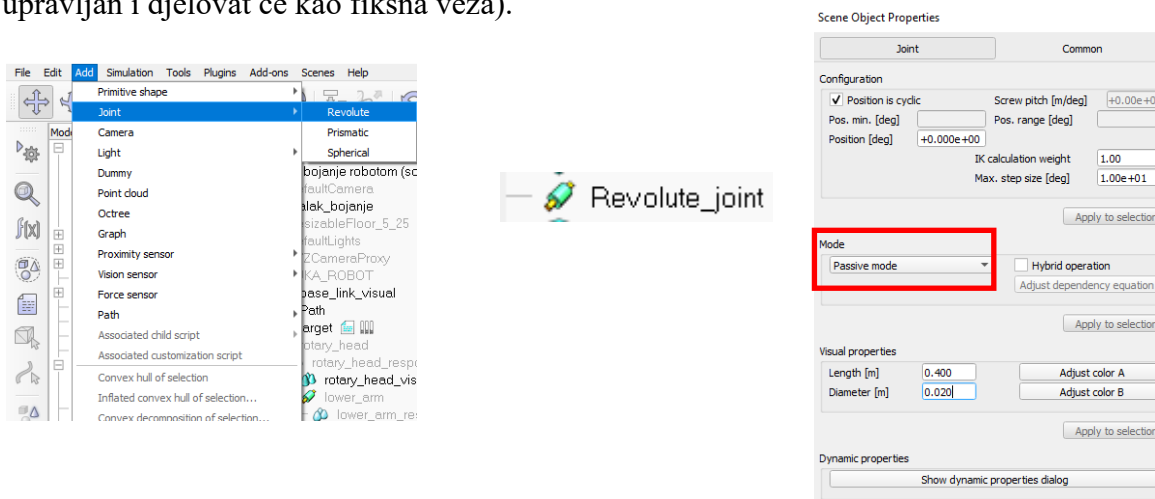 upravljan i djelovat će kao fiksna veza).
File Edit Add Simulation Tools Plugins Add-ons Scenes Help
Primitive shape
Joint
Camera
Light
Dummy
Point cloud
Octree
Graph
Proximity sensor
Vision sensor
Force sensor
Path
Associated child script
Associated customization script
Convex hull of selection
Inflated convex hull of selection...
Convex decomposition of selection...
Revolute
Prismatic
Spherical
bojanje robotom (sc
faultCamera
alak_bojanje
sizableFloor_5_25
faultLights
ZCameraProxy
KA_ROBOT
base_link_visual
Path
arget
otary_head
rotary_head_respo
rotary_head_vis
lower_arm
lower_arm_re
Mode
f(x)
Revolute_joint
Scene Object Properties
Joint Common
Configuration
Position is cyclic Screw pitch [m/deg] +0.00e+0
Pos. min. [deg] Pos. range [deg]
Position [deg] +0.000e+00
IK calculation weight 1.00
Max. step size [deg] 1.00e+01
Apply to selection
Mode
Passive mode Hybrid operation
Adjust dependency equation
Apply to selection
Visual properties
Length [m] 0.400 Adjust color A
Diameter [m] 0.020 Adjust color B
Apply to selection
Dynamic properties
Show dynamic properties dialog